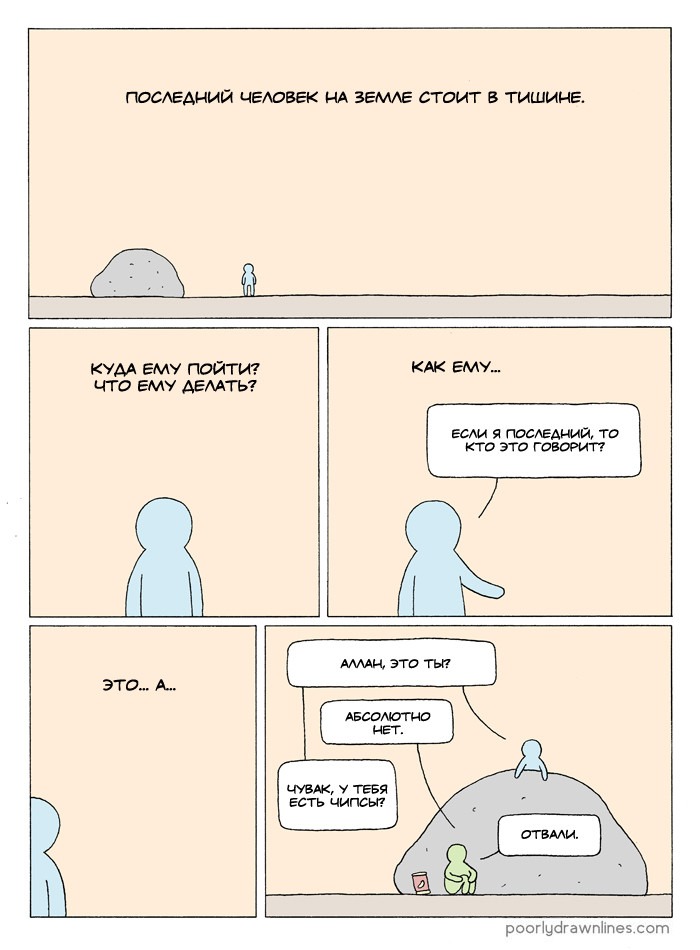 ПОСЛЕДНИЙ ЧЕЛОВЕК НА ЗЕМЛЕ СТОИТ В ТИШИНЕ.
КУДА ЕМУ ПОЙТИ?
ЧТО ЕМУ ДЕЛАТЬ?
КАК ЕМУ...
ЕСЛИ Я ПОСЛЕДНИЙ, ТО
КТО ЭТО ГОВОРИТ?
ЭТО... А...
АЛЛАН, ЭТО ТЫ?
АБСОЛЮТНО
НЕТ.
ЧУВАК, У ТЕБЯ
ЕСТЬ ЧИПСЫ?
ОТВАЛИ.
poorlydrawnlines.com